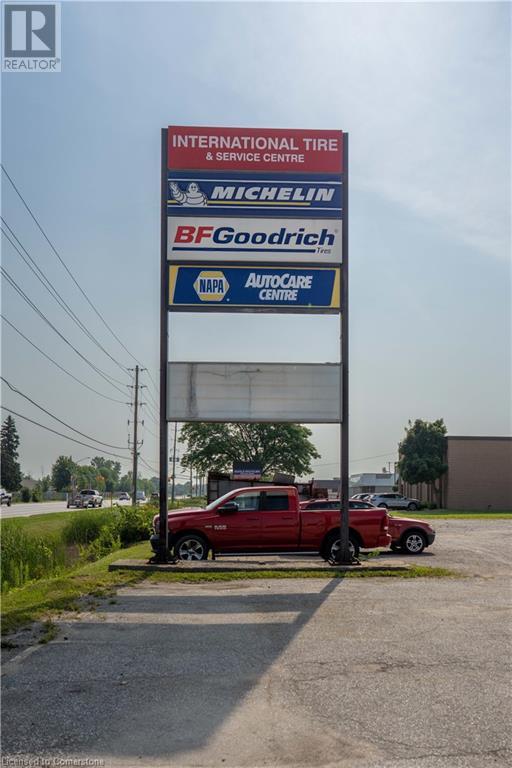 REALTOR®
INTERNATIONAL TIRE
& SERVICE CENTRE
MICHELIN
BFGoodrich
Tires
NAPA
AUTOCARE
CENTRE
Licensed to Cornerstone